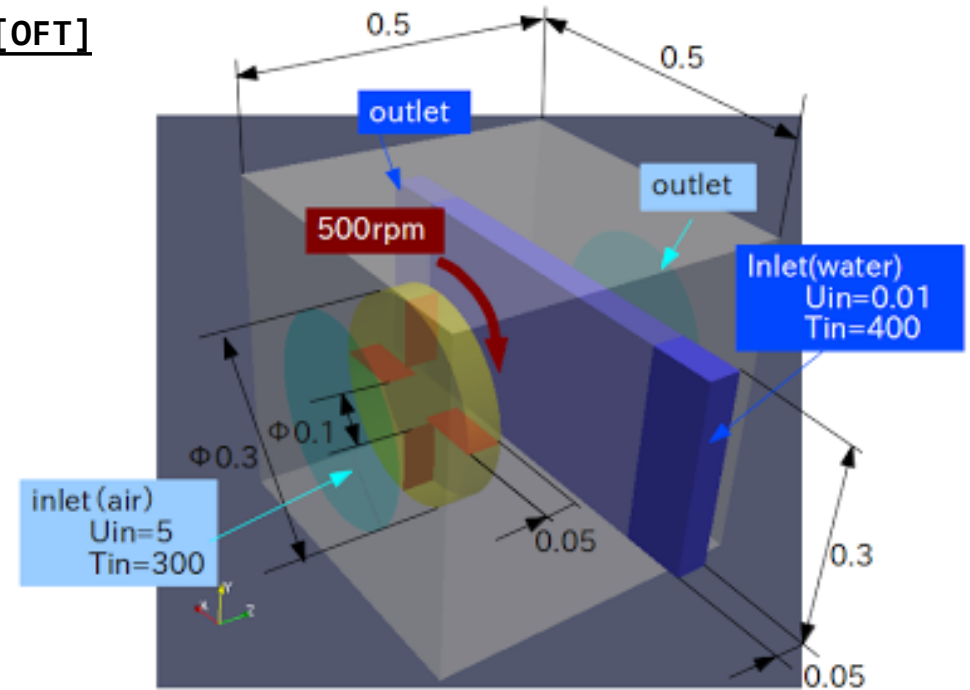 [OFT]
0.5
0.5
outlet
outlet
500rpm
Inlet(water)
Uin=0.01
Tin=400
Φ0.1
Φ0.3
inlet(air)
Uin=5
Tin=300
0.05
0.3
0.05
Y
X
Z